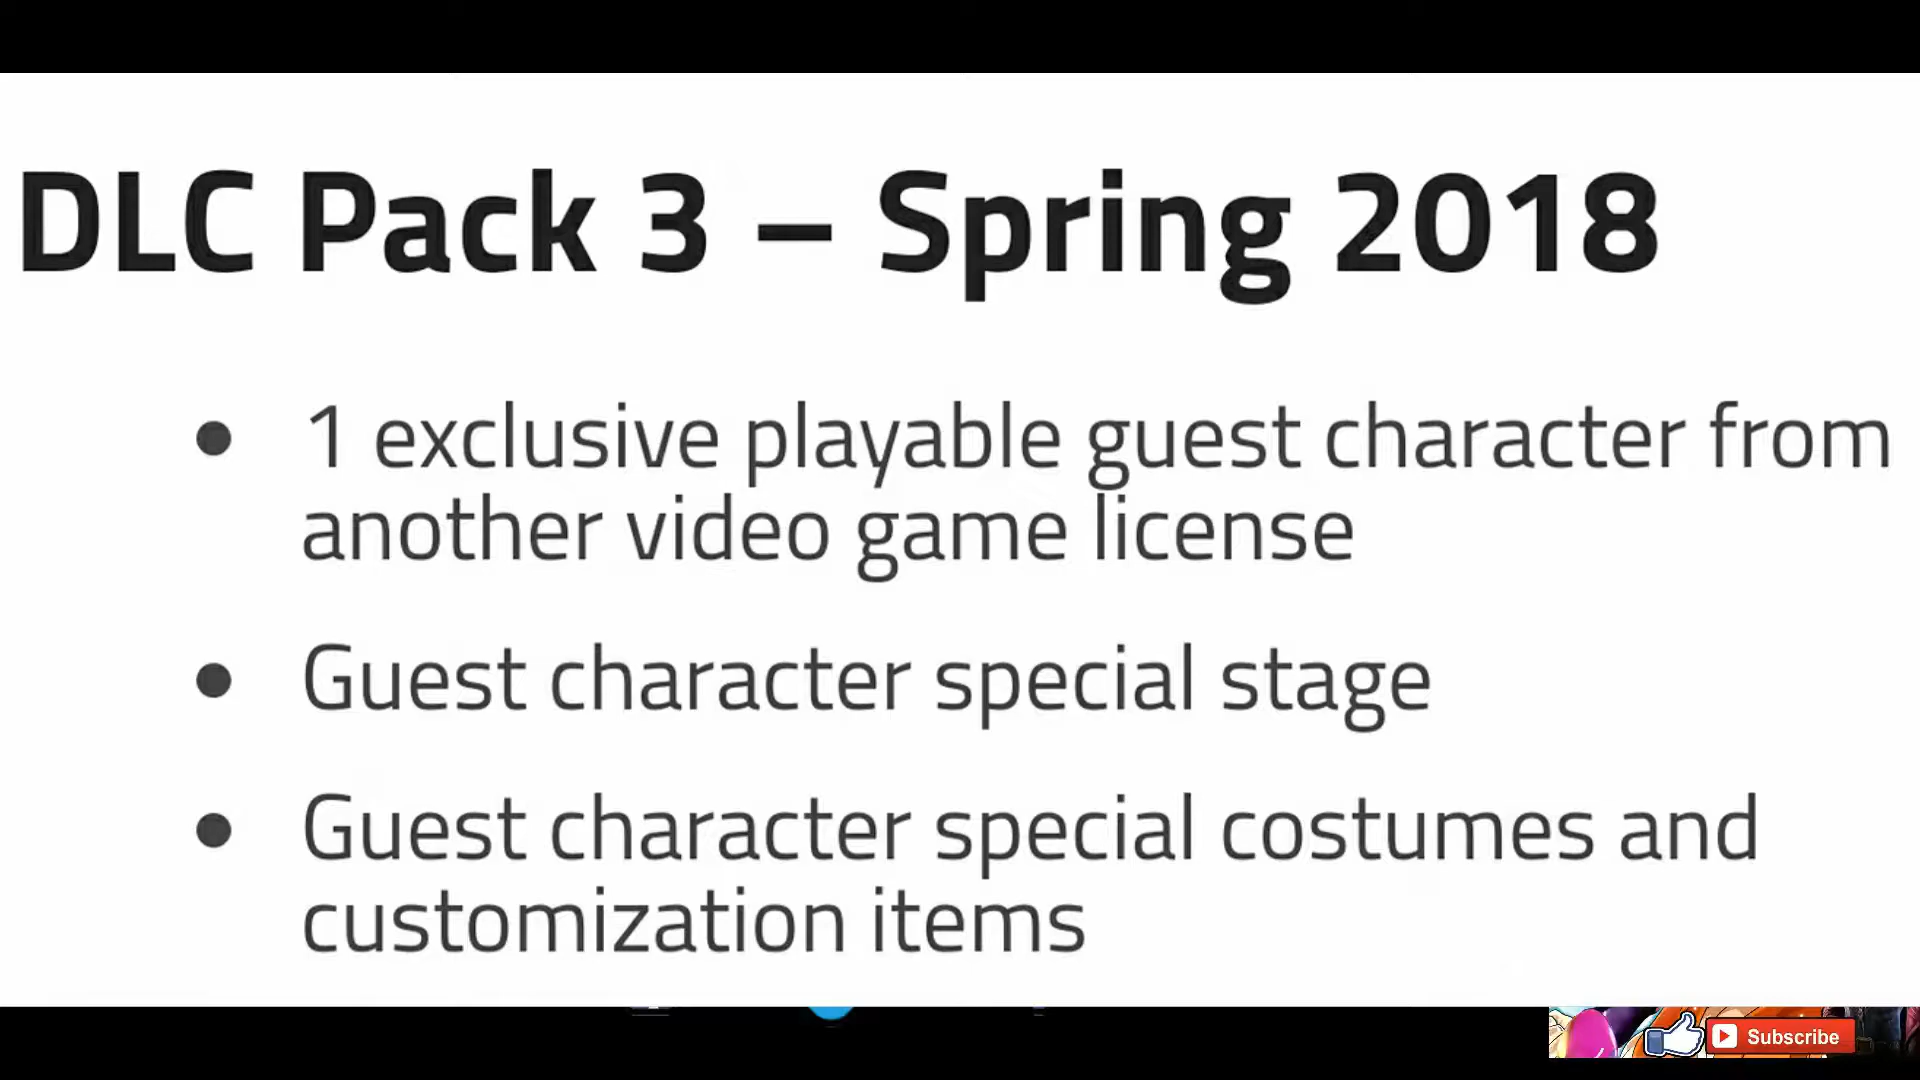 DLC Pack 3 – Spring 2018
• 1 exclusive playable guest character from
another video game license
• Guest character special stage
• Guest character special costumes and
customization items
Subscribe